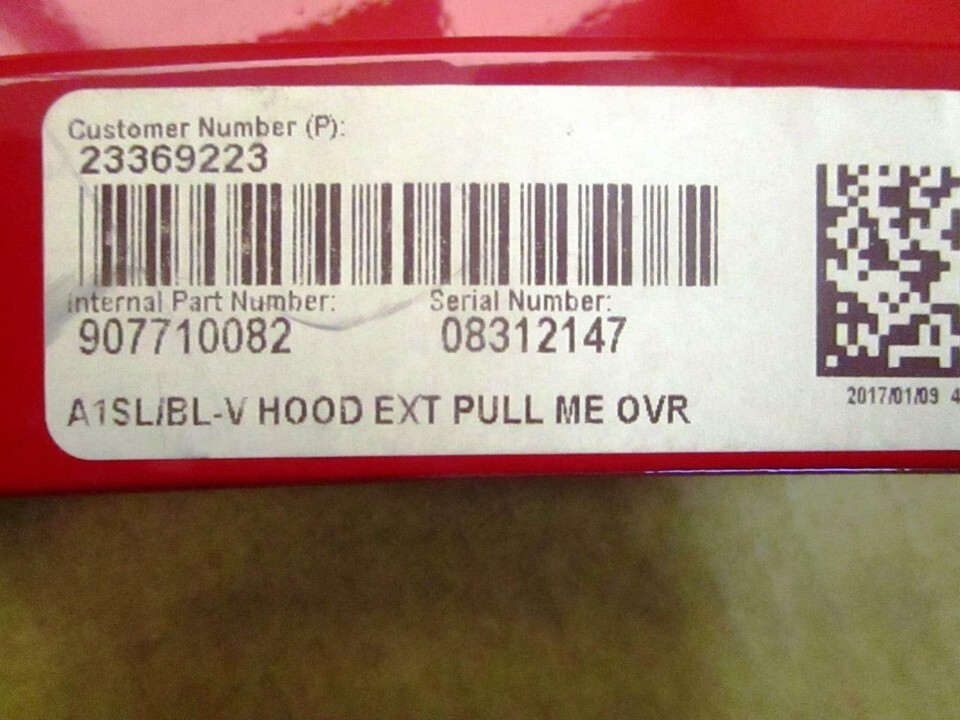 Customer Number (P):
23369223
Internal Part Number: Serial Number:
907710082 08312147
A1SL/BL-V HOOD EXT PULL ME OVR
2017/01/09 4